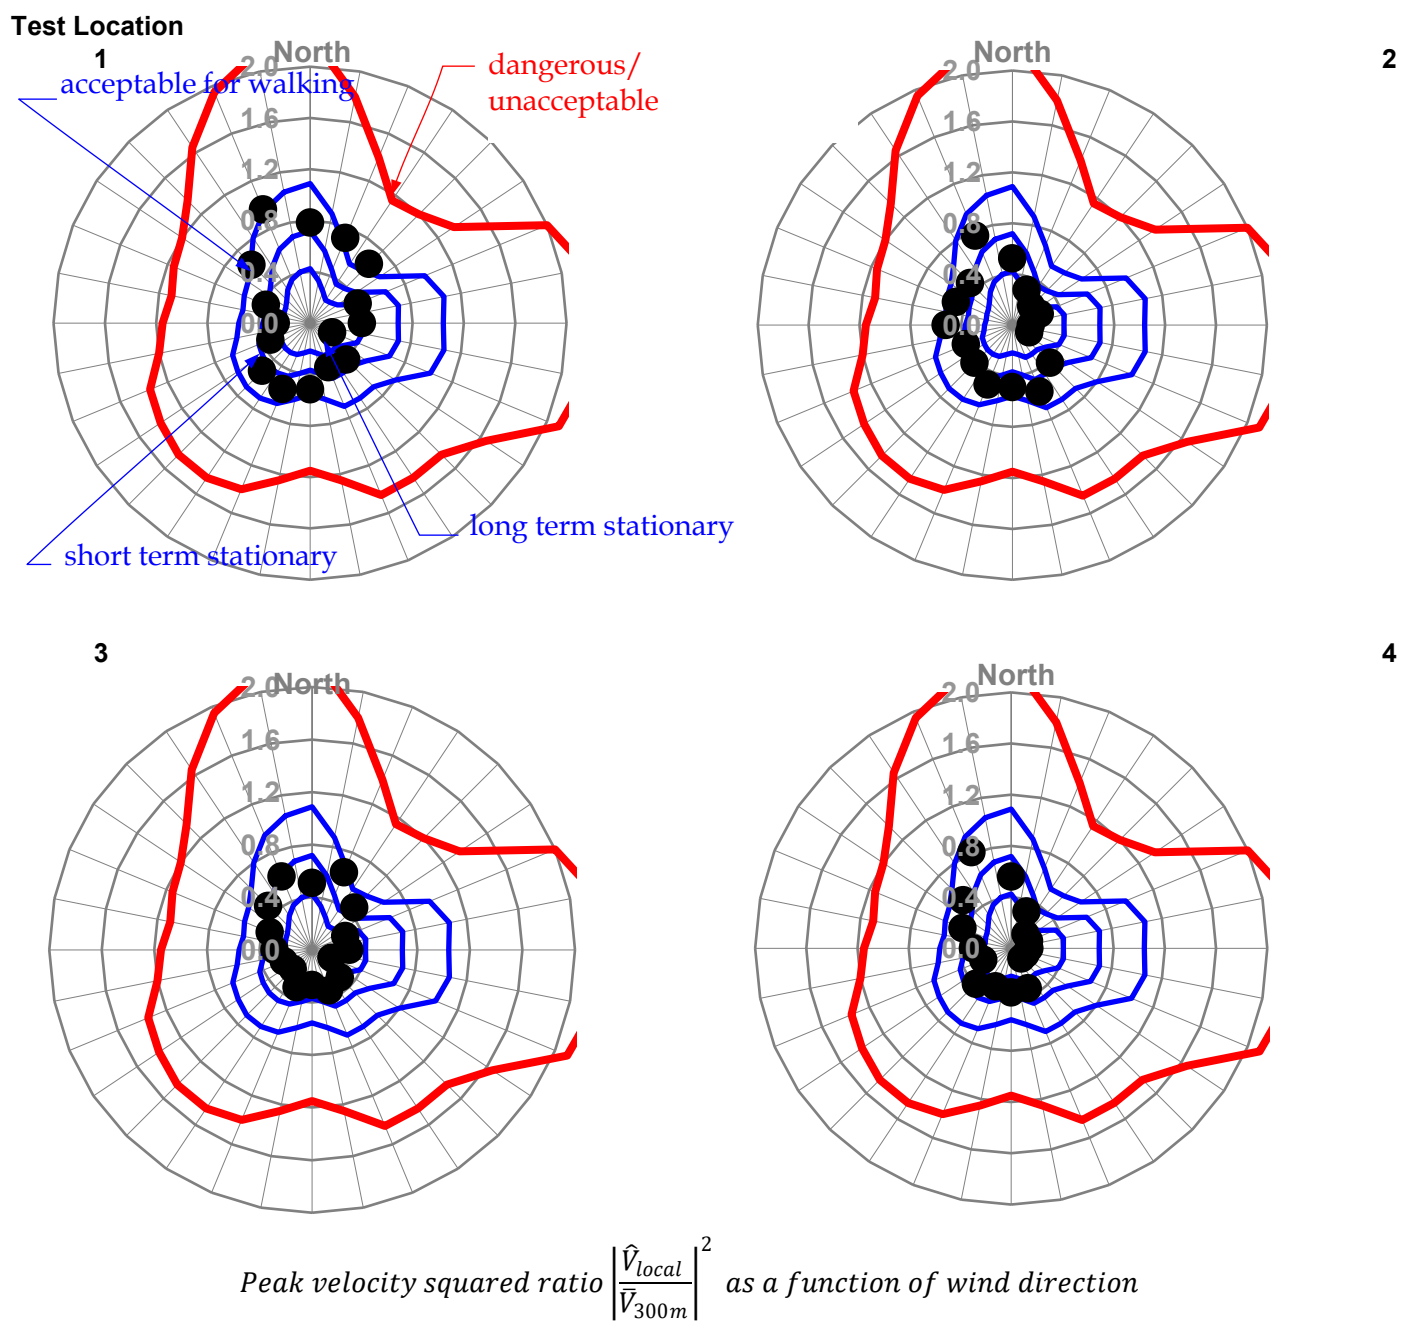 Test Location
1
North
2.0
1.6
1.2
0.8
0.4
0.0
acceptable for walking
dangerous/
unacceptable
short term stationary
long term stationary
2
North
2.0
1.6
1.2
0.8
0.4
0.0
3
North
2.0
1.6
1.2
0.8
0.4
0.0
4
North
2.0
1.6
1.2
0.8
0.4
0.0
Peak velocity squared ratio |V̂local/V̄300m|² as a function of wind direction